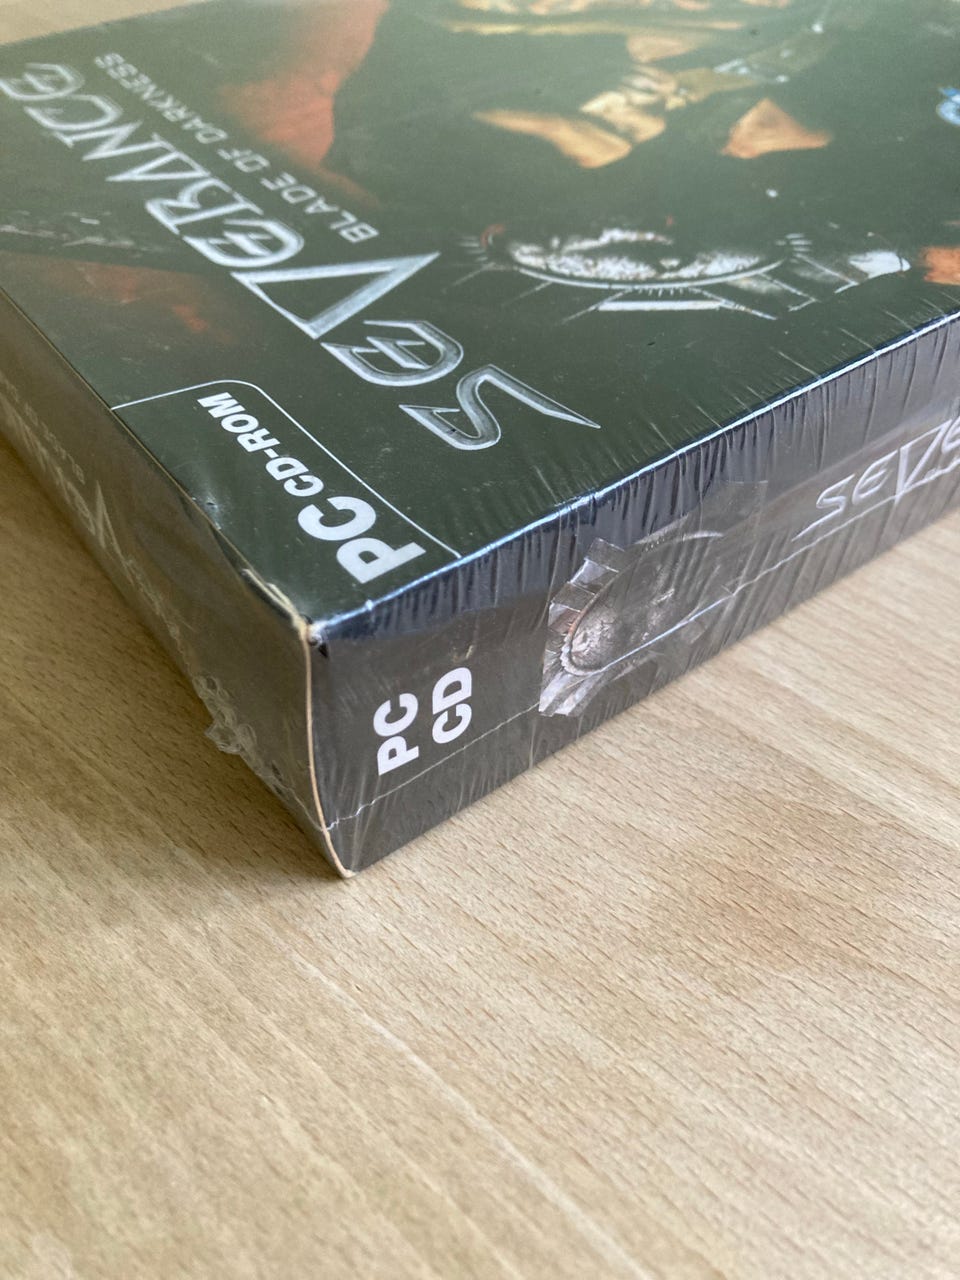 SEVERANCE
BLADE OF DARKNESS
PC CD-ROM
PC
CD